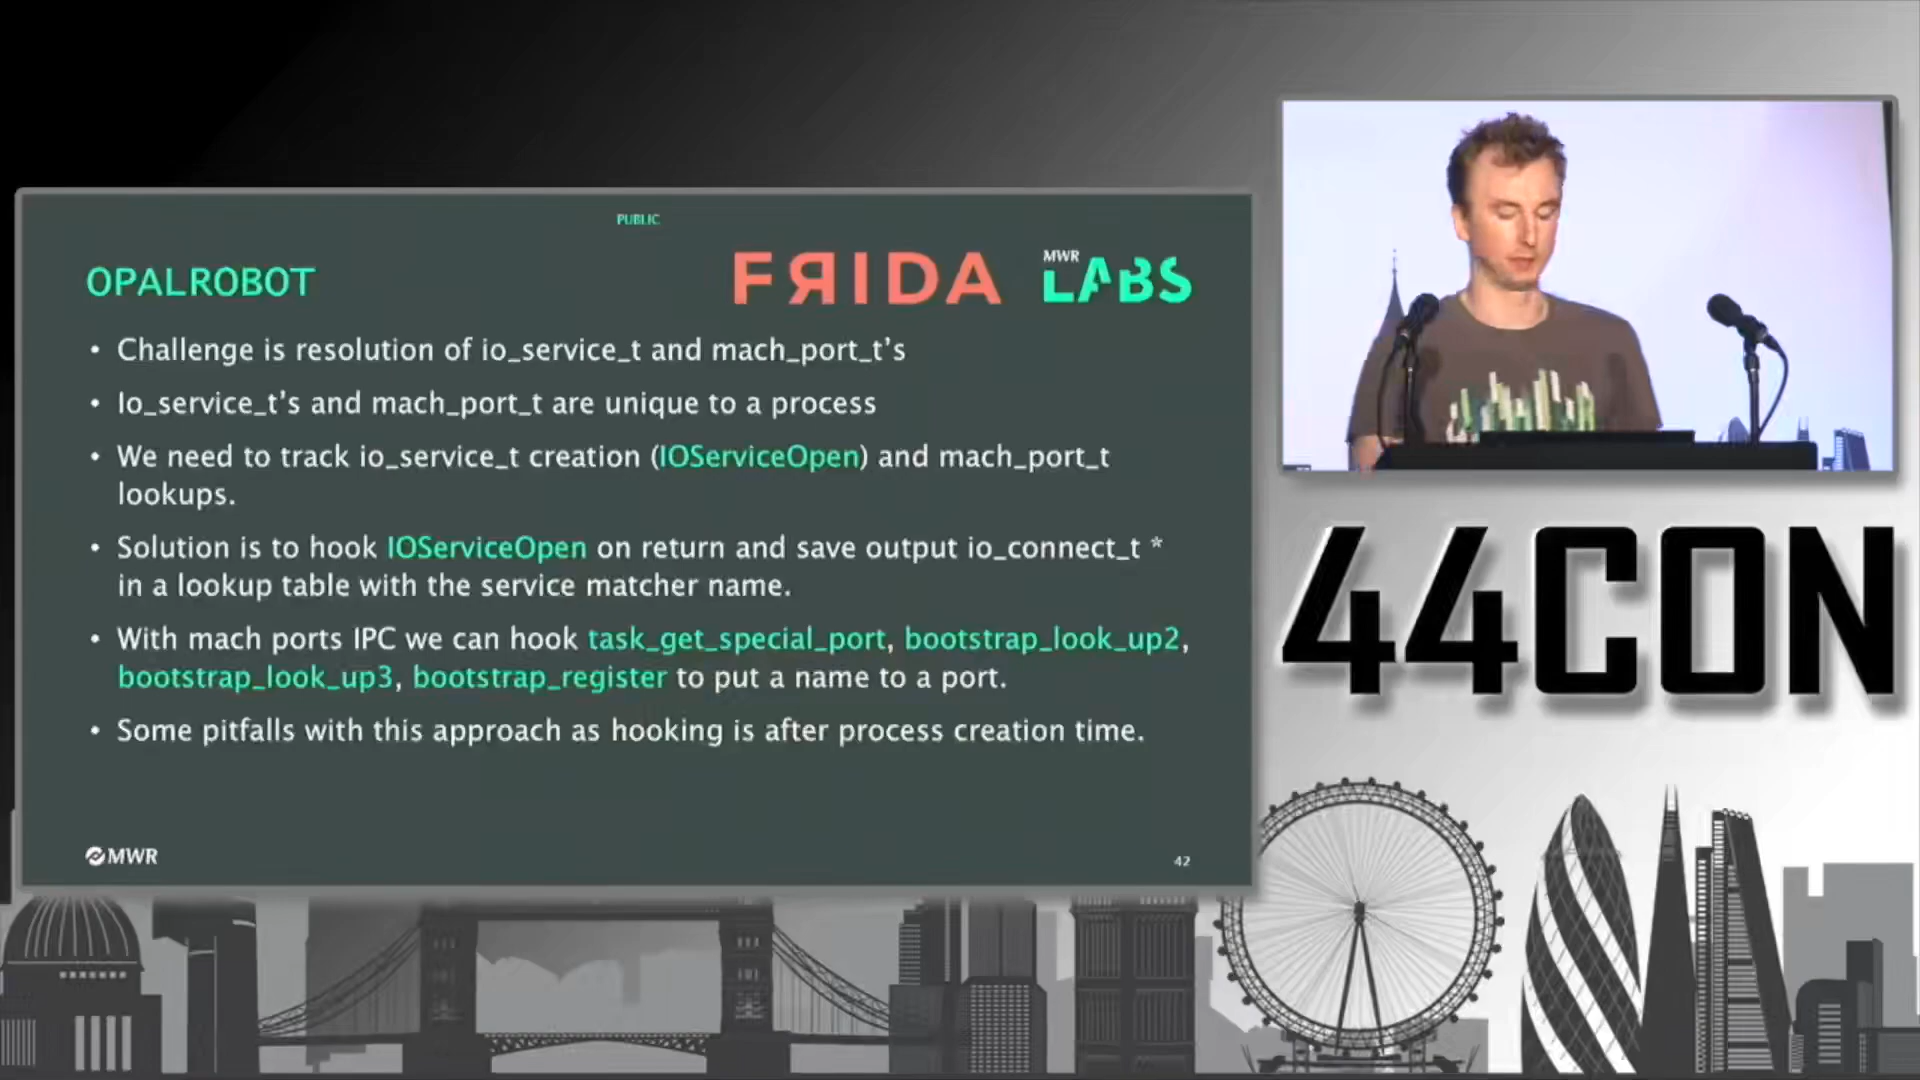 PUBLIC
OPALROBOT
FRIDA
MWR
LABS
• Challenge is resolution of io_service_t and mach_port_t’s
• Io_service_t’s and mach_port_t are unique to a process
• We need to track io_service_t creation (IOServiceOpen) and mach_port_t
lookups.
• Solution is to hook IOServiceOpen on return and save output io_connect_t *
in a lookup table with the service matcher name.
• With mach ports IPC we can hook task_get_special_port, bootstrap_look_up2,
bootstrap_look_up3, bootstrap_register to put a name to a port.
• Some pitfalls with this approach as hooking is after process creation time.
MWR
42
44CON